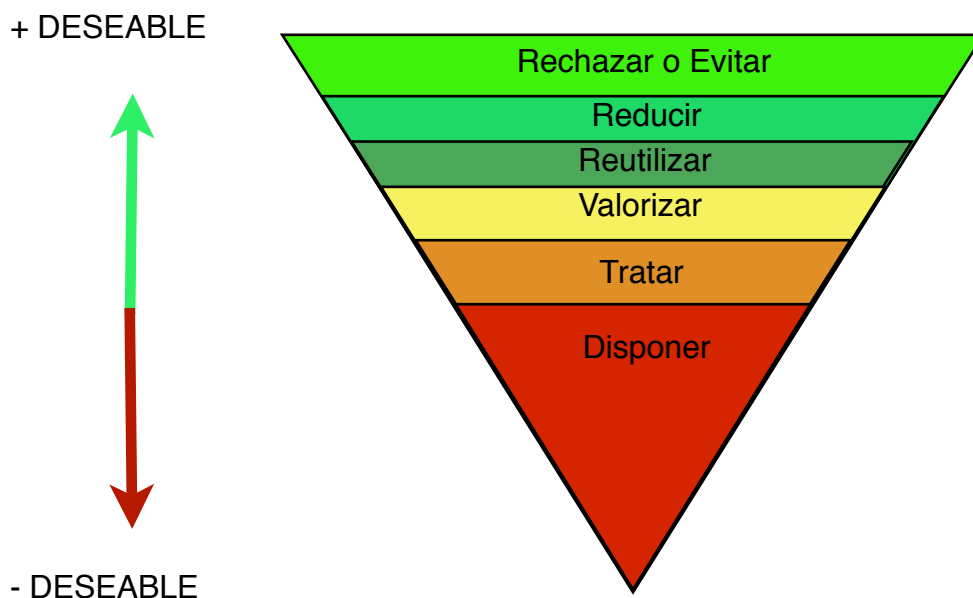 + DESEABLE
Rechazar o Evitar
Reducir
Reutilizar
Valorizar
Tratar
Disponer
- DESEABLE